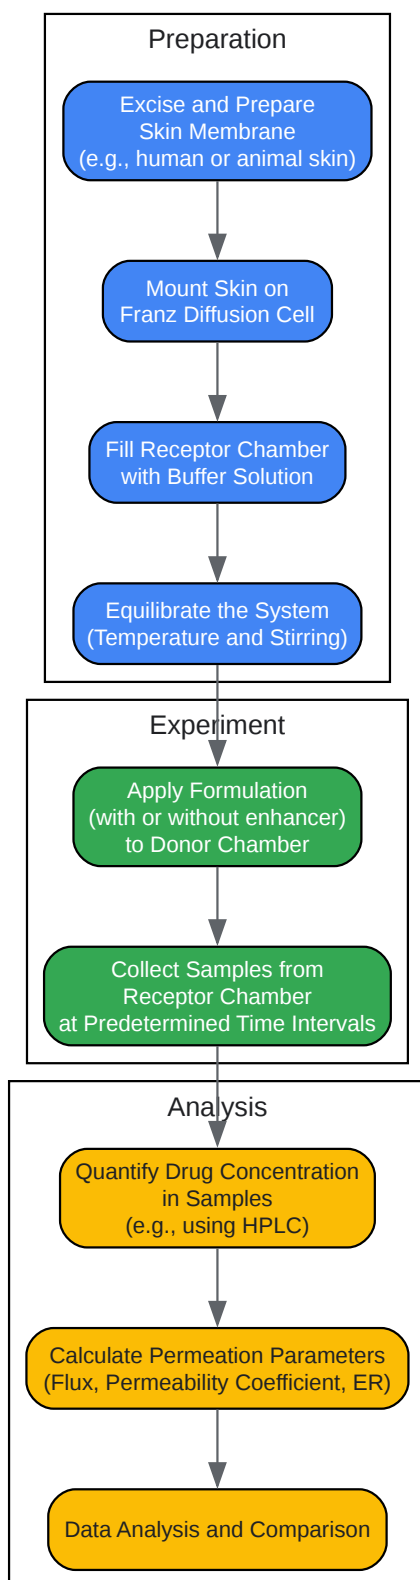 Preparation
Excise and Prepare
Skin Membrane
(e.g., human or animal skin)
Mount Skin on
Franz Diffusion Cell
Fill Receptor Chamber
with Buffer Solution
Equilibrate the System
(Temperature and Stirring)
Experiment
Apply Formulation
(with or without enhancer)
to Donor Chamber
Collect Samples from
Receptor Chamber
at Predetermined Time Intervals
Analysis
Quantify Drug Concentration
in Samples
(e.g., using HPLC)
Calculate Permeation Parameters
(Flux, Permeability Coefficient, ER)
Data Analysis and Comparison